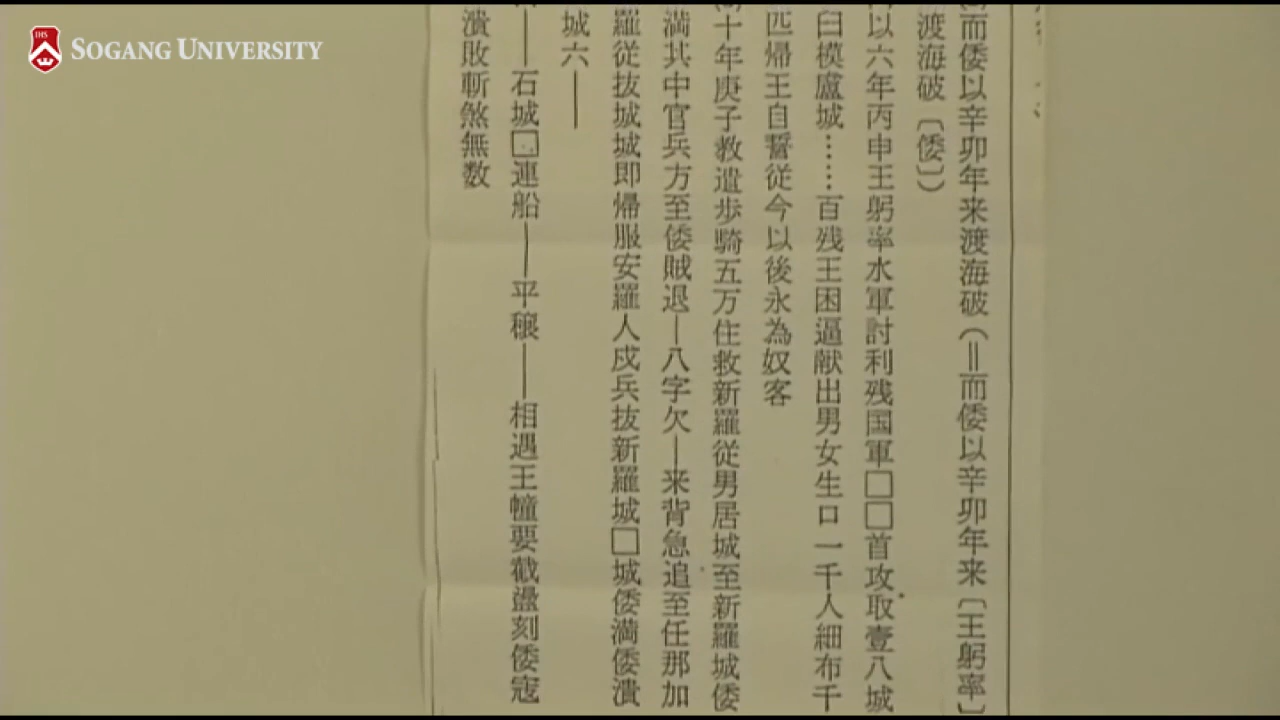 SOGANG UNIVERSITY
而倭以辛卯年来渡海破(=而倭以辛卯年来〔王躬率〕
渡海破〔倭〕)
以六年丙申王躬率水軍討利残国軍□□首攻取壹八城
曰模盧城……百残王困逼献出男女生口一千人細布千
匹帰王自誓従今以後永為奴客
十年庚子教遣歩騎五万住救新羅従男居城至新羅城倭
満其中官兵方至倭賊退―八字欠―来背急追至任那加
羅従抜城城即帰服安羅人戍兵抜新羅城□城倭満倭潰
城六――
――石城□連船――平穣――相遇王幢要截盪刻倭寇
潰敗斬煞無数